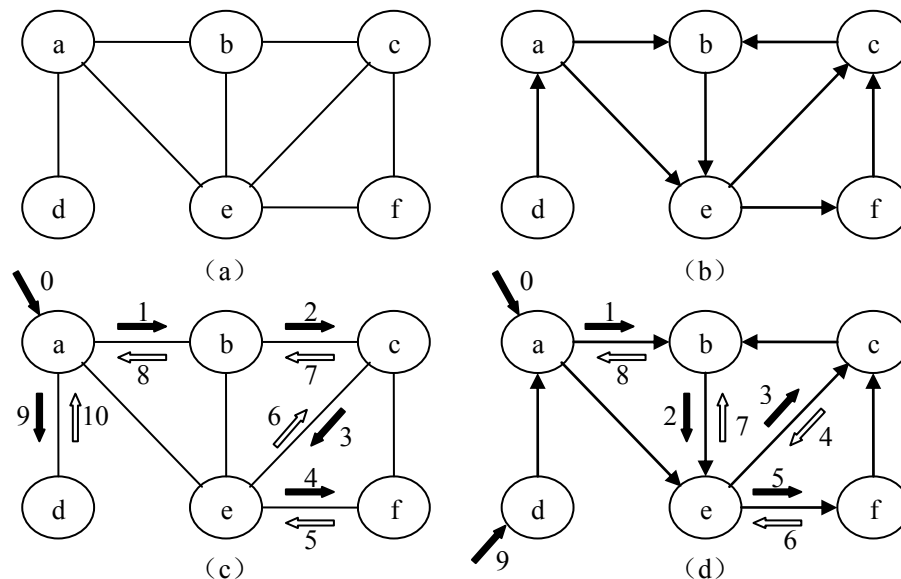 a b c
d e f
（a）
a b c
d e f
（b）
0
1 2
a b c
8 7
9 10 6 3
4
d e f
5
（c）
0
1
a b c
8 3
2 7 4
5
d e f
9 6
（d）